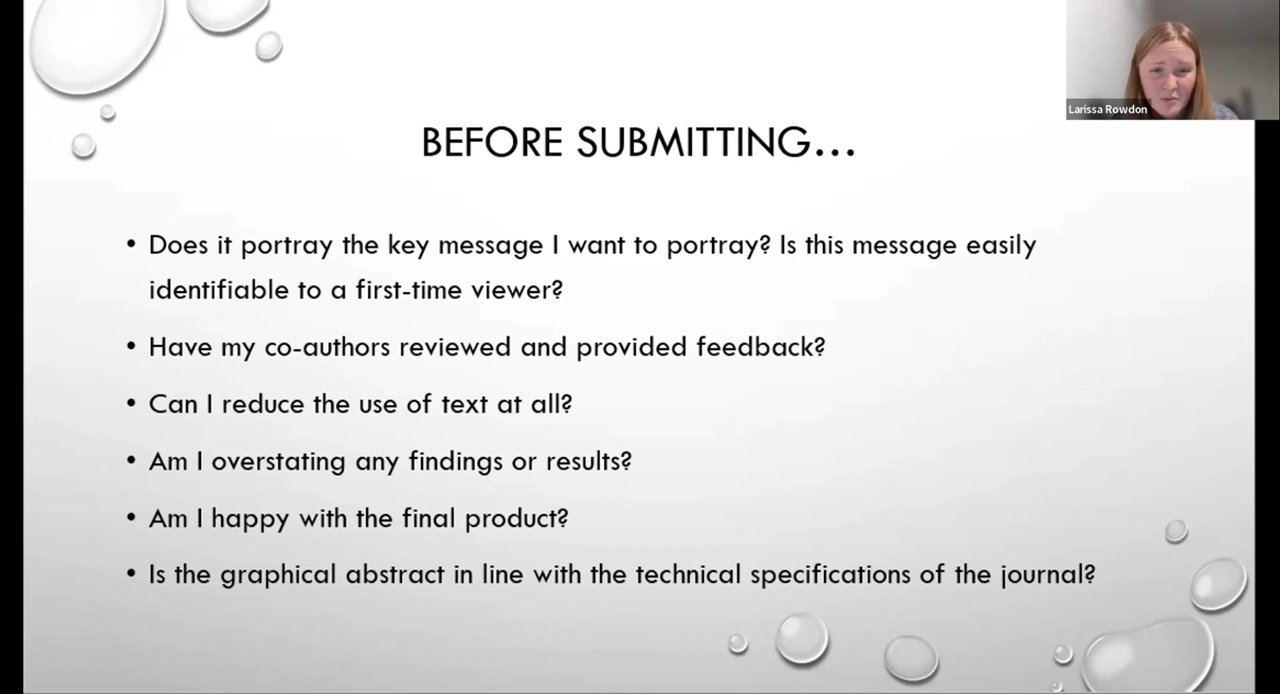 Larissa Rowdon
BEFORE SUBMITTING...
• Does it portray the key message I want to portray? Is this message easily
identifiable to a first-time viewer?
• Have my co-authors reviewed and provided feedback?
• Can I reduce the use of text at all?
• Am I overstating any findings or results?
• Am I happy with the final product?
• Is the graphical abstract in line with the technical specifications of the journal?